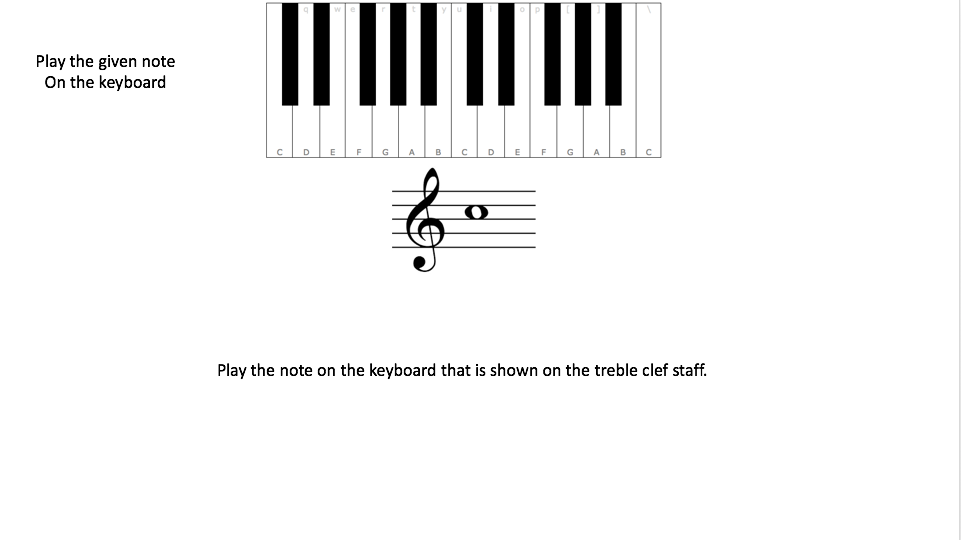 q w e r t y u i o p [ ] \
Play the given note
On the keyboard
C D E F G A B C D E F G A B C
Play the note on the keyboard that is shown on the treble clef staff.